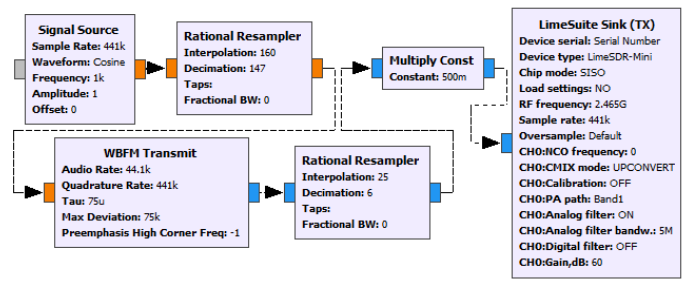 Signal Source
Sample Rate: 441k
Waveform: Cosine
Frequency: 1k
Amplitude: 1
Offset: 0
Rational Resampler
Interpolation: 160
Decimation: 147
Taps:
Fractional BW: 0
Multiply Const
Constant: 500m
LimeSuite Sink (TX)
Device serial: Serial Number
Device type: LimeSDR-Mini
Chip mode: SISO
Load settings: NO
RF frequency: 2.465G
Sample rate: 441k
Oversample: Default
CH0:NCO frequency: 0
CH0:CMIX mode: UPCONVERT
CH0:Calibration: OFF
CH0:PA path: Band1
CH0:Analog filter: ON
CH0:Analog filter bandw.: 5M
CH0:Digital filter: OFF
CH0:Gain,dB: 60
WBFM Transmit
Audio Rate: 44.1k
Quadrature Rate: 441k
Tau: 75u
Max Deviation: 75k
Preemphasis High Corner Freq: -1
Rational Resampler
Interpolation: 25
Decimation: 6
Taps:
Fractional BW: 0